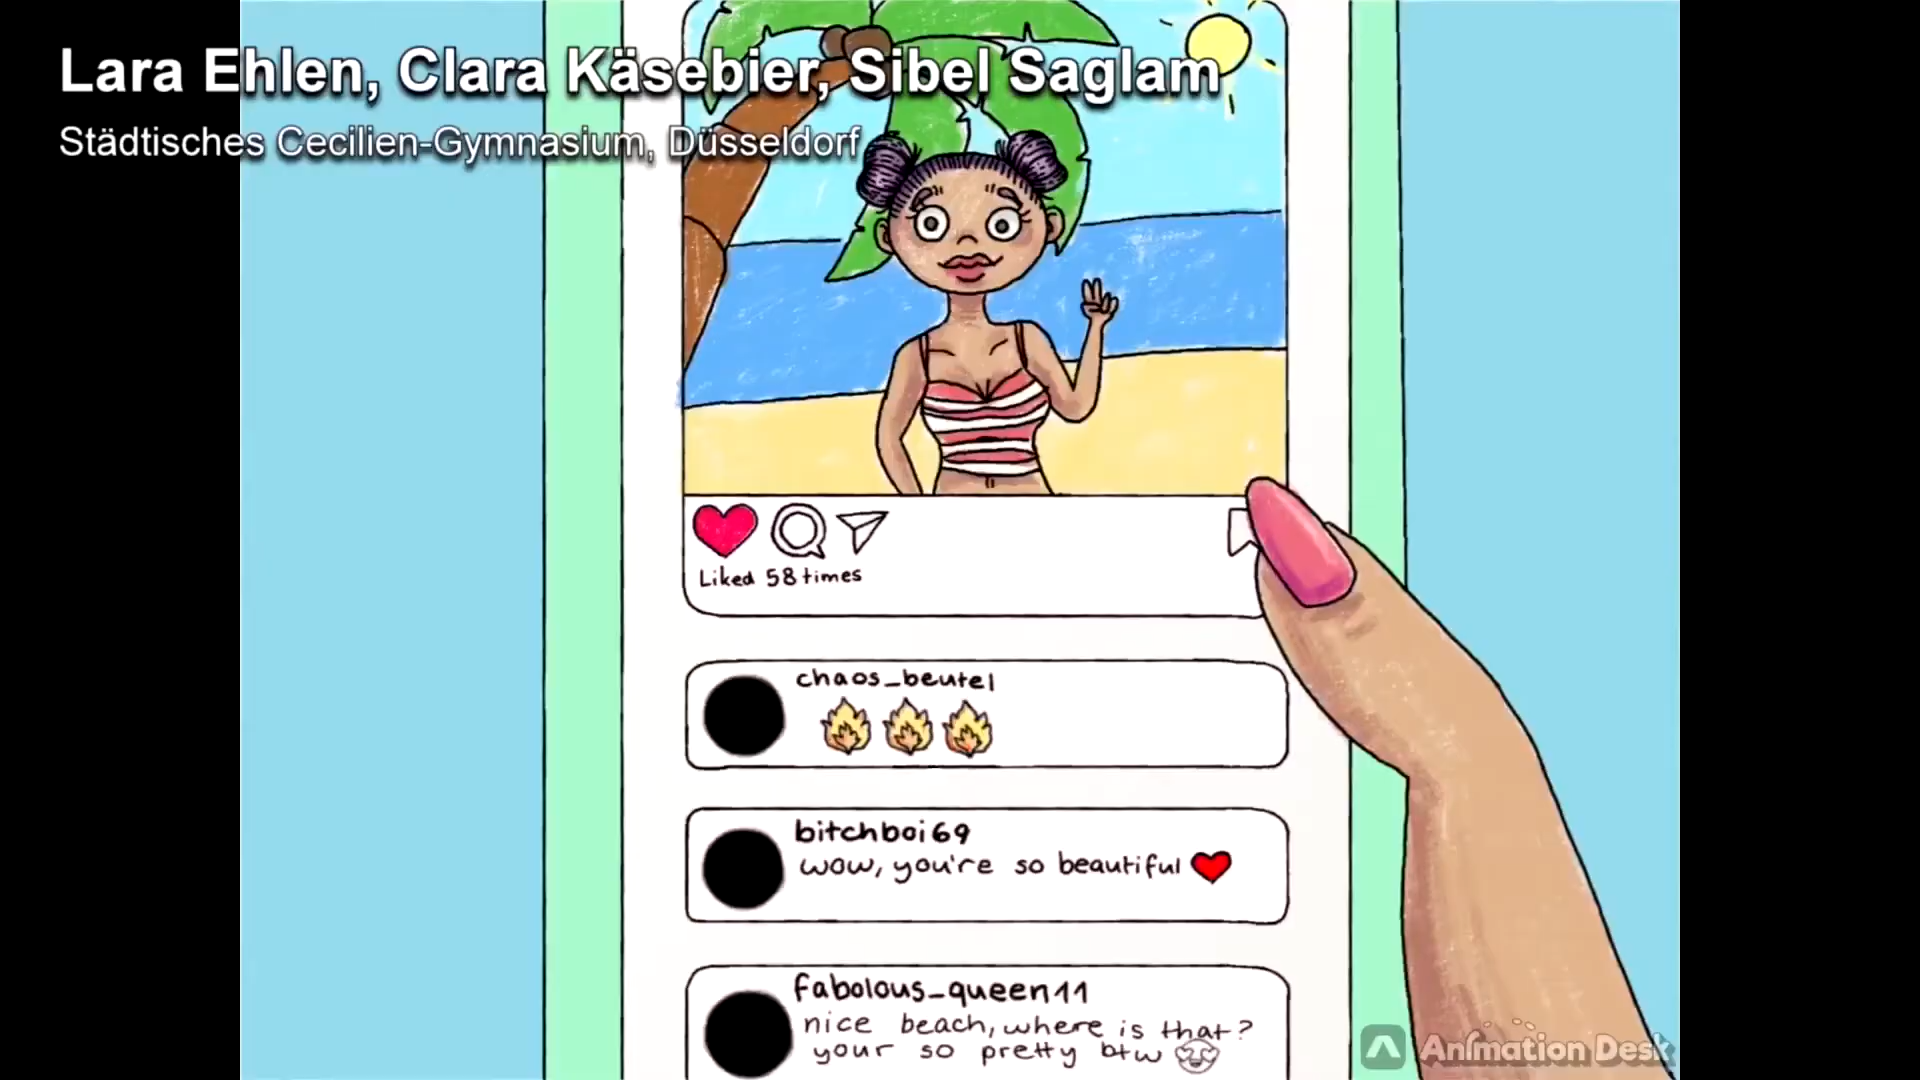 Lara Ehlen, Clara Käsebier, Sibel Saglam
Städtisches Cecilien-Gymnasium, Düsseldorf
Liked 58 times
chaos_beutel
bitchboi69
wow, you're so beautiful
fabolous_queen11
nice beach, where is that?
your so pretty btw
Animation Desk